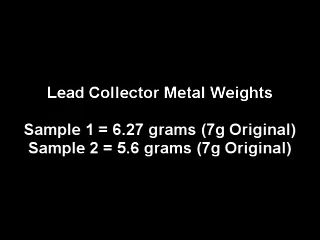 Lead Collector Metal Weights
Sample 1 = 6.27 grams (7g Original)
Sample 2 = 5.6 grams (7g Original)